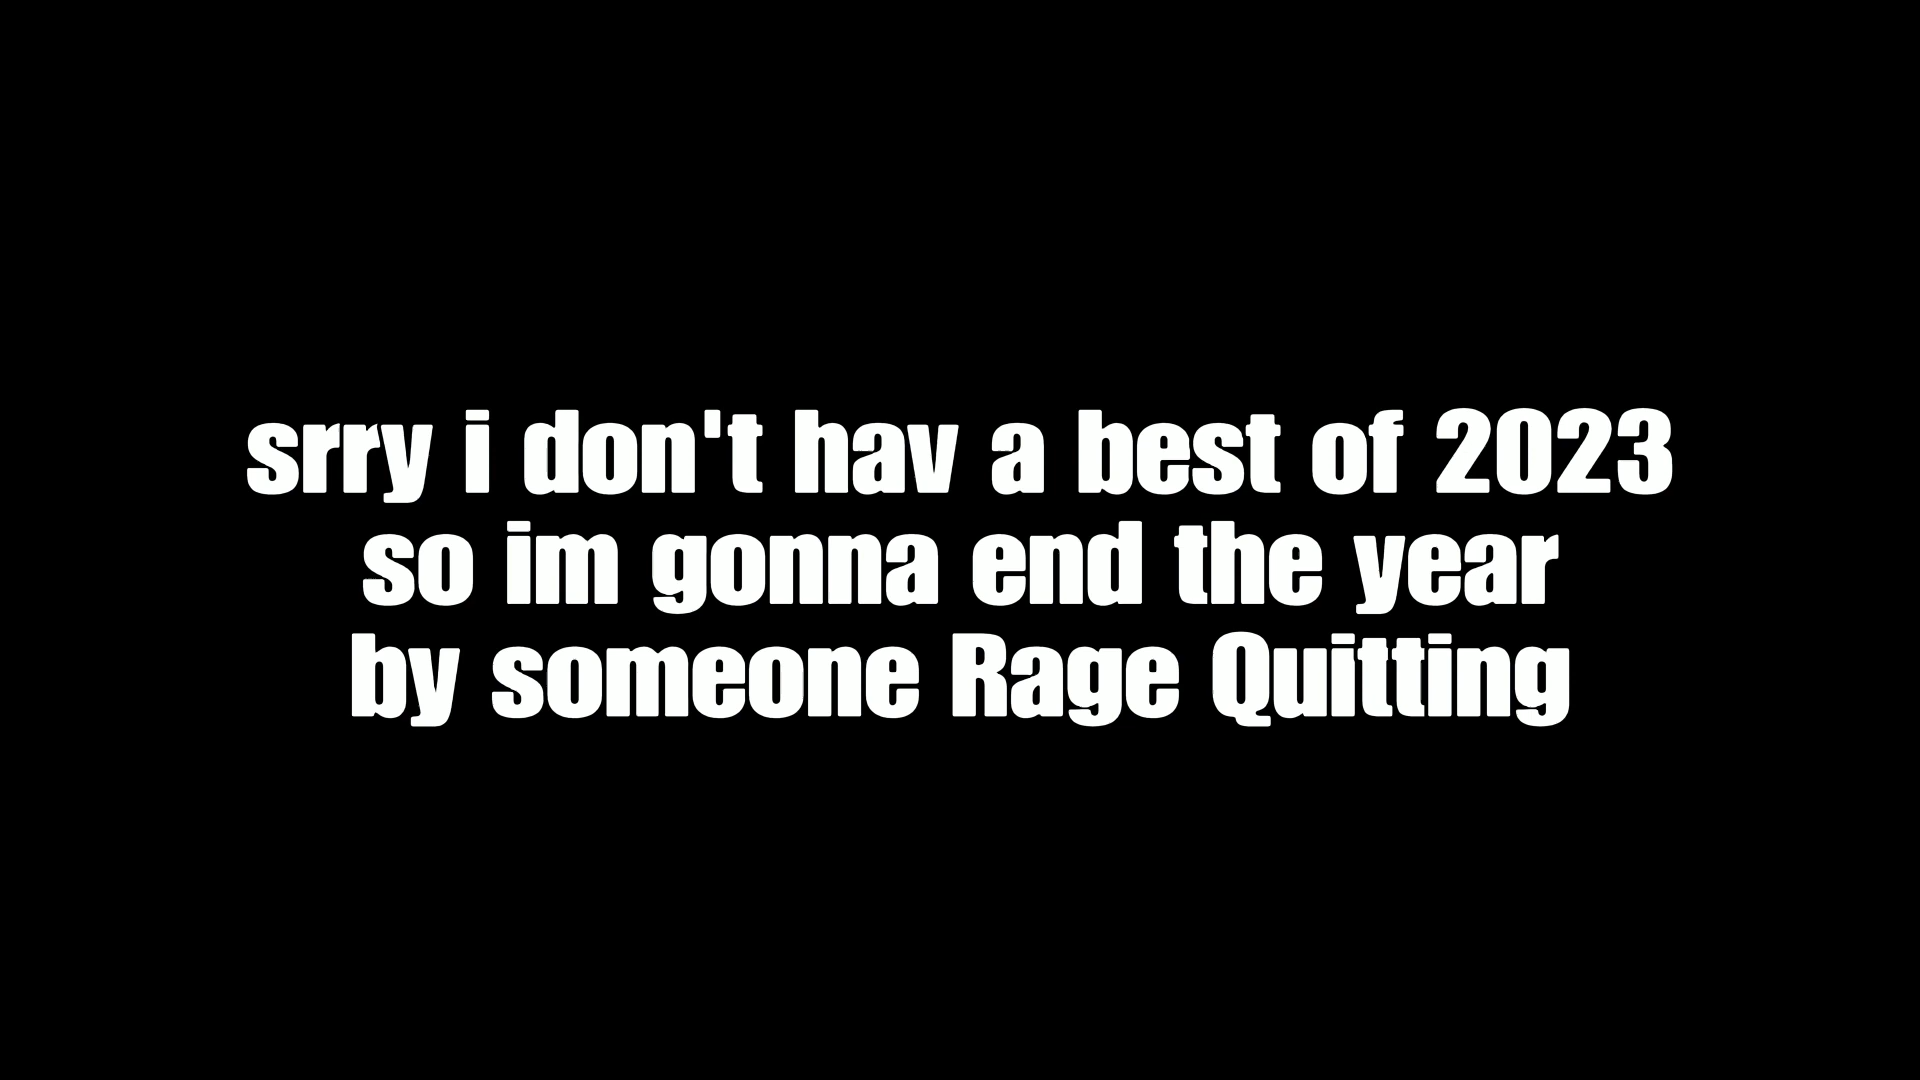 srry i don't hav a best of 2023
so im gonna end the year
by someone Rage Quitting